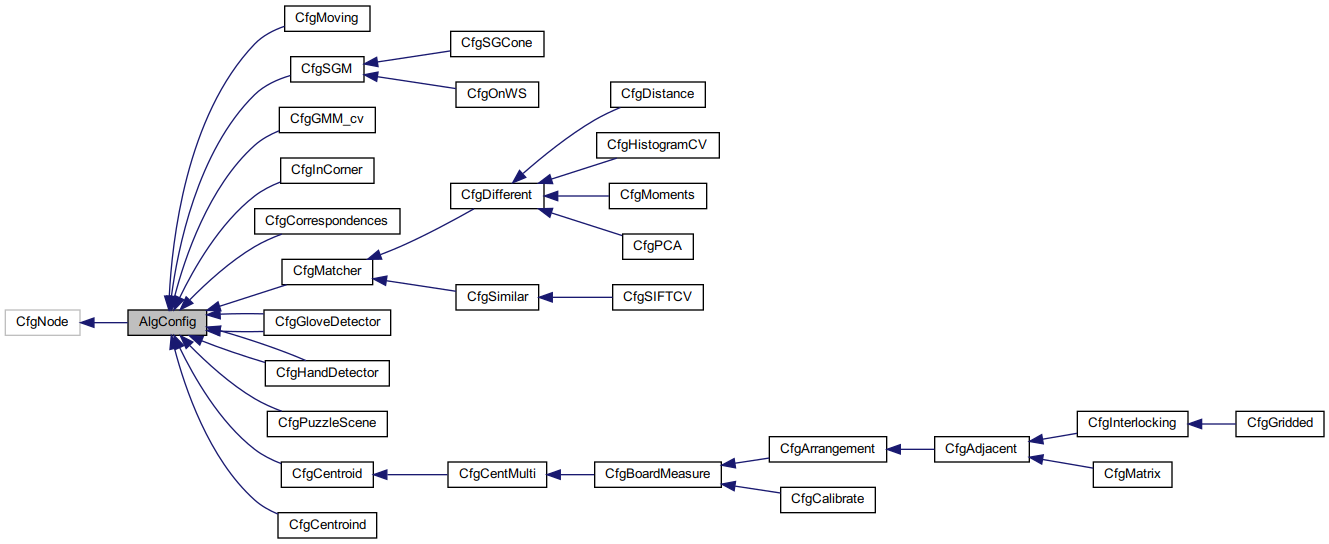 CfgMoving
CfgSGCone
CfgSGM
CfgOnWS
CfgDistance
CfgGMM_cv
CfgHistogramCV
CfgInCorner
CfgDifferent
CfgMoments
CfgCorrespondences
CfgPCA
CfgMatcher
CfgSimilar
CfgSIFTCV
CfgNode
AlgConfig
CfgGloveDetector
CfgHandDetector
CfgPuzzleScene
CfgInterlocking
CfgGridded
CfgArrangement
CfgAdjacent
CfgCentroid
CfgCentMulti
CfgBoardMeasure
CfgMatrix
CfgCalibrate
CfgCentroind